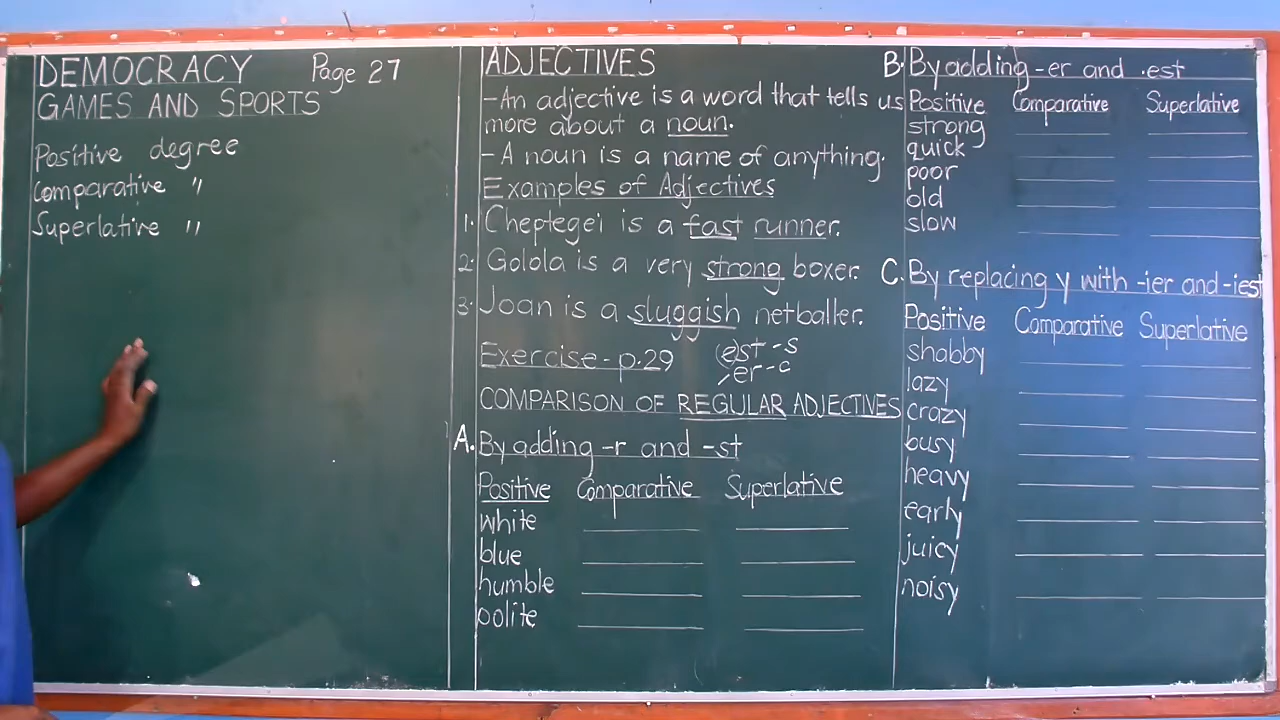 DEMOCRACY Page 27
GAMES AND SPORTS
Positive degree
Comparative "
Superlative "
ADJECTIVES
-An adjective is a word that tells us
more about a noun.
-A noun is a name of anything.
Examples of Adjectives
1. Cheptegei is a fast runner.
2. Golola is a very strong boxer.
3. Joan is a sluggish netballer.
Exercise-p.29
(e)st-s
-er-c
COMPARISON OF REGULAR ADJECTIVES
A. By adding -r and -st
Positive Comparative Superlative
white
blue
humble
polite
B. By adding -er and -est
Positive Comparative Superlative
strong
quick
poor
old
slow
C. By replacing y with -ier and -iest
Positive Comparative Superlative
shabby
lazy
crazy
busy
heavy
early
juicy
noisy